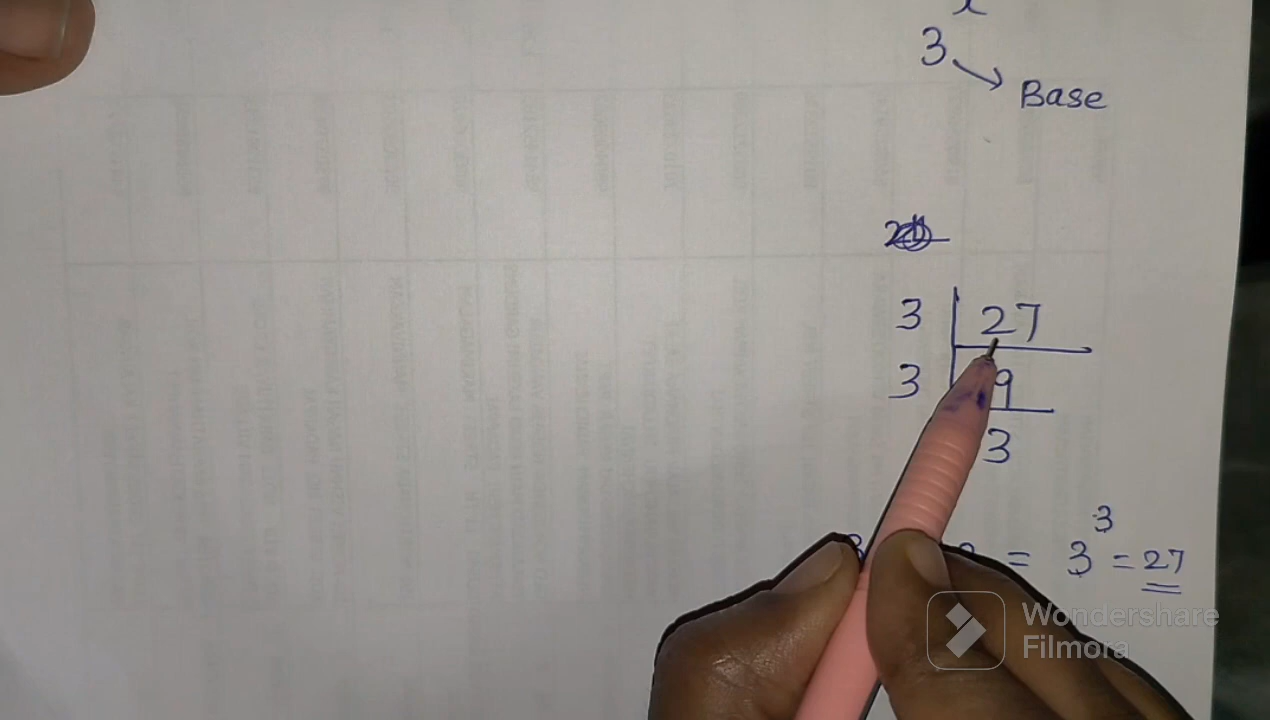 3
Base
3 27
3 9
3
= 3³ = 27
Wondershare
Filmora